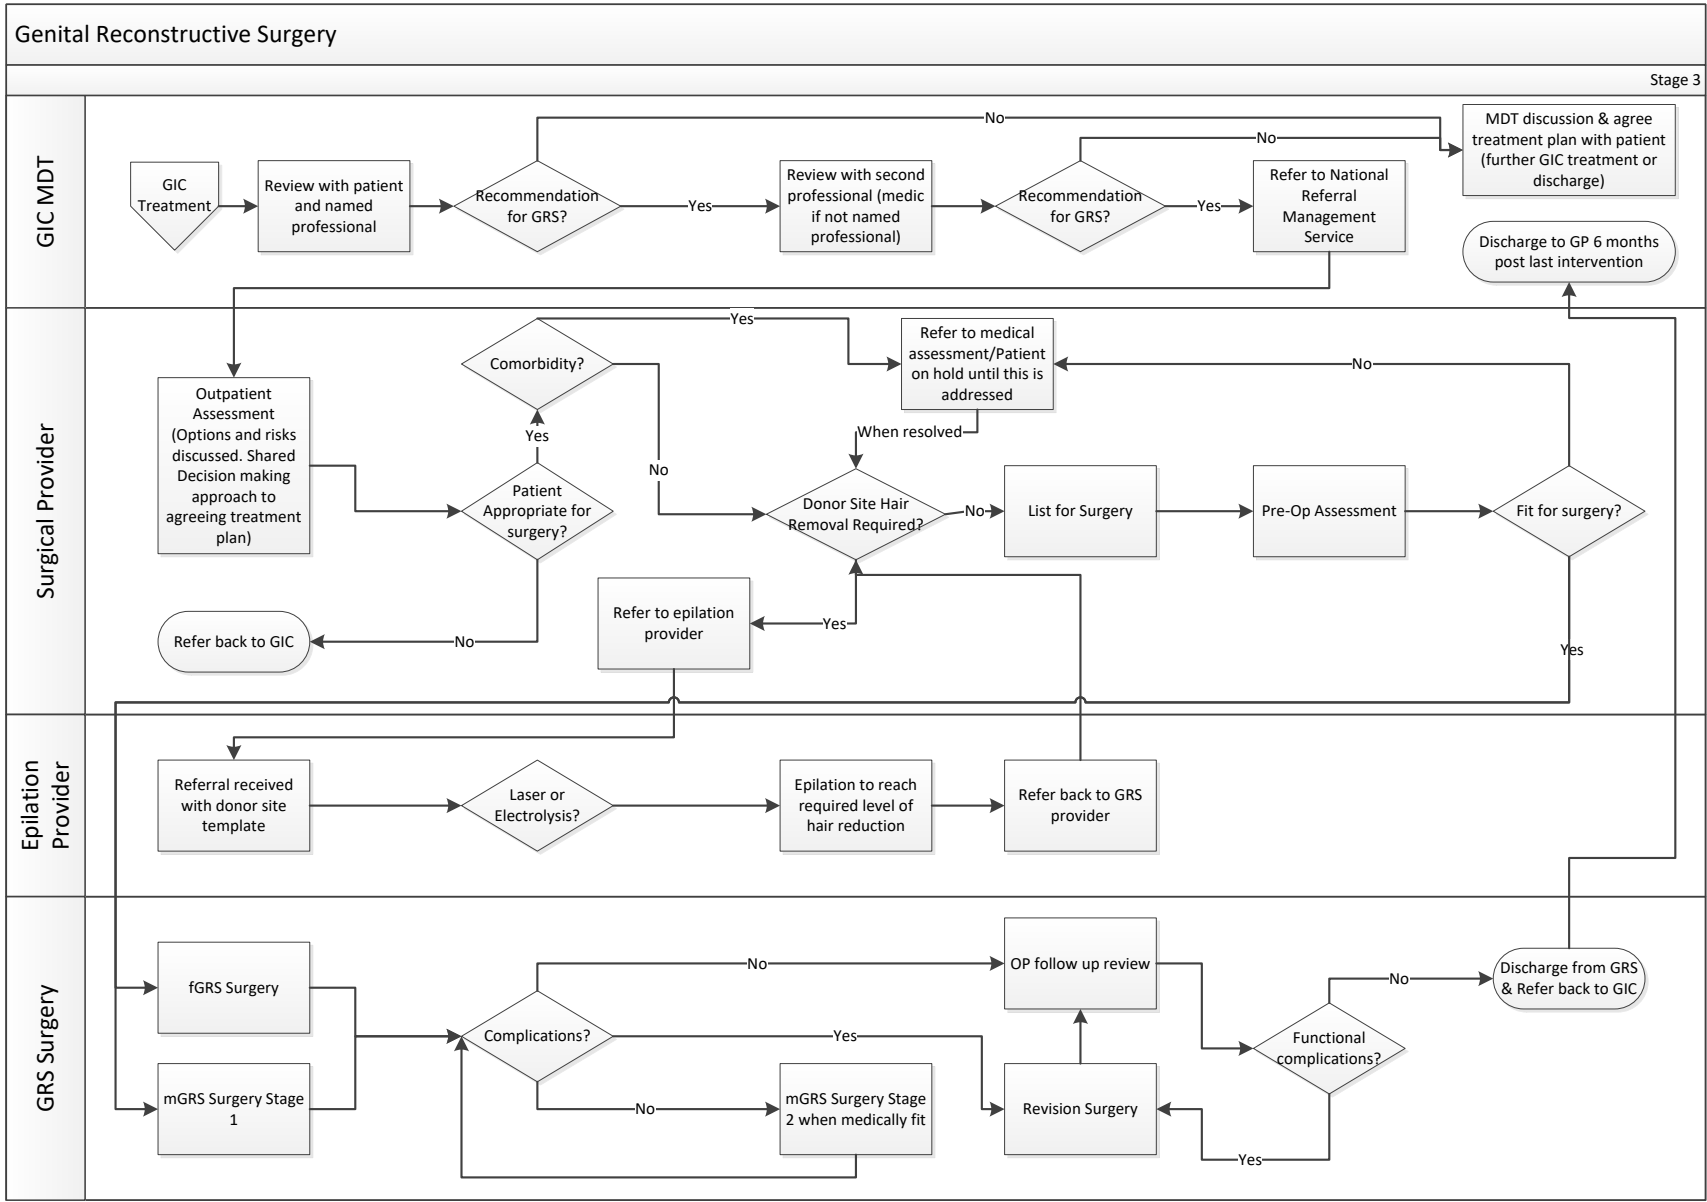 Genital Reconstructive Surgery
Stage 3
GIC MDT
GIC
Treatment
Review with patient
and named
professional
Recommendation
for GRS?
Yes
No
Review with second
professional (medic
if not named
professional)
Recommendation
for GRS?
Yes
No
Refer to National
Referral
Management
Service
MDT discussion & agree
treatment plan with patient
(further GIC treatment or
discharge)
Discharge to GP 6 months
post last intervention
Surgical Provider
Outpatient
Assessment
(Options and risks
discussed. Shared
Decision making
approach to
agreeing treatment
plan)
Patient
Appropriate for
surgery?
Yes
No
Refer back to GIC
Comorbidity?
Yes
No
Refer to medical
assessment/Patient
on hold until this is
addressed
When resolved
Donor Site Hair
Removal Required?
No
Yes
Refer to epilation
provider
List for Surgery
Pre-Op Assessment
Fit for surgery?
No
Yes
Epilation
Provider
Referral received
with donor site
template
Laser or
Electrolysis?
Epilation to reach
required level of
hair reduction
Refer back to GRS
provider
GRS Surgery
fGRS Surgery
mGRS Surgery Stage
1
Complications?
No
Yes
No
mGRS Surgery Stage
2 when medically fit
OP follow up review
Revision Surgery
Functional
complications?
No
Yes
Discharge from GRS
& Refer back to GIC